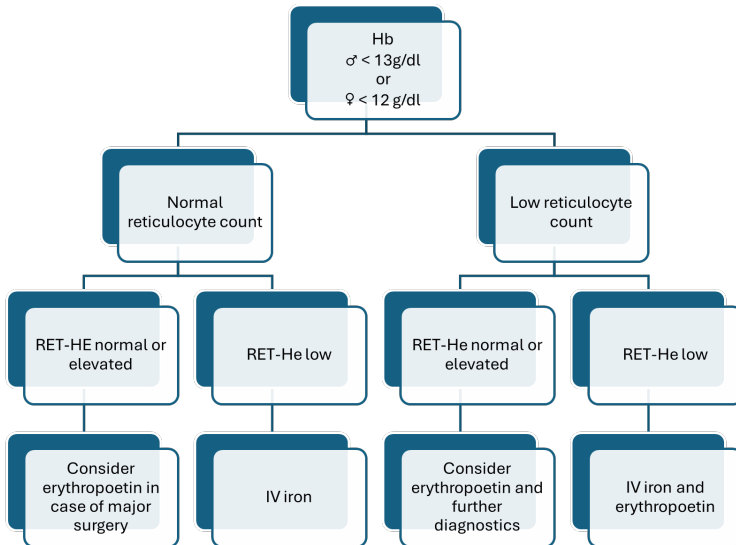 Hb
♂ < 13g/dl
or
♀ < 12 g/dl
Normal
reticulocyte count
Low reticulocyte
count
RET-HE normal or
elevated
RET-He low
RET-He normal or
elevated
RET-He low
Consider
erythropoetin in
case of major
surgery
IV iron
Consider
erythropoetin and
further
diagnostics
IV iron and
erythropoetin